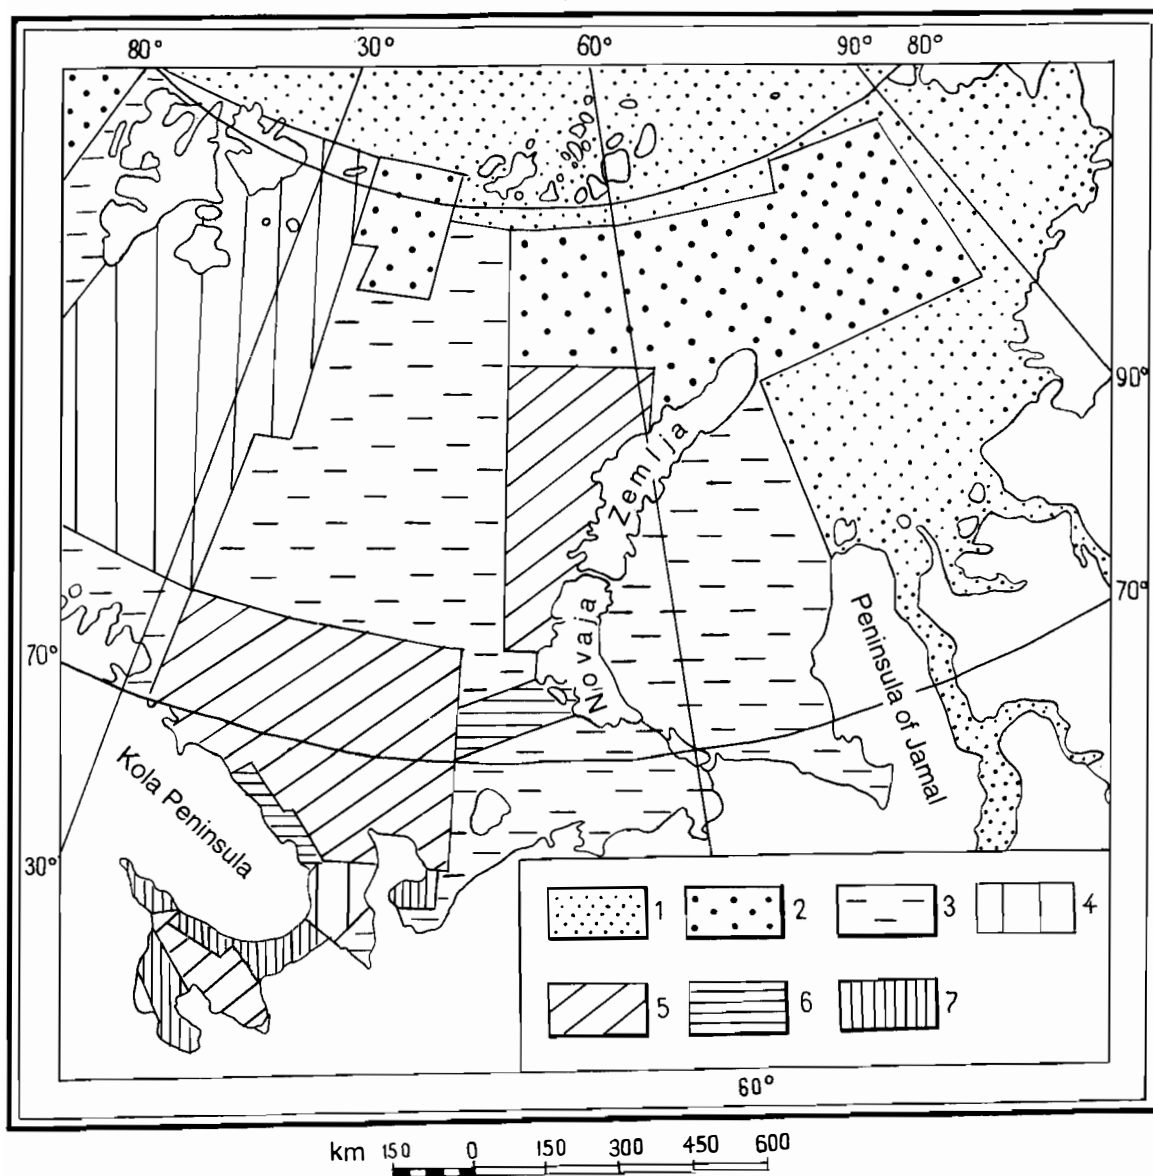 80° 30° 60° 90° 80°
90°
Zemlja
70°
Novaja
70°
Peninsula of Jamal
Kola Peninsula
30°
1 2 3 4
5 6 7
60°
km 150 0 150 300 450 600